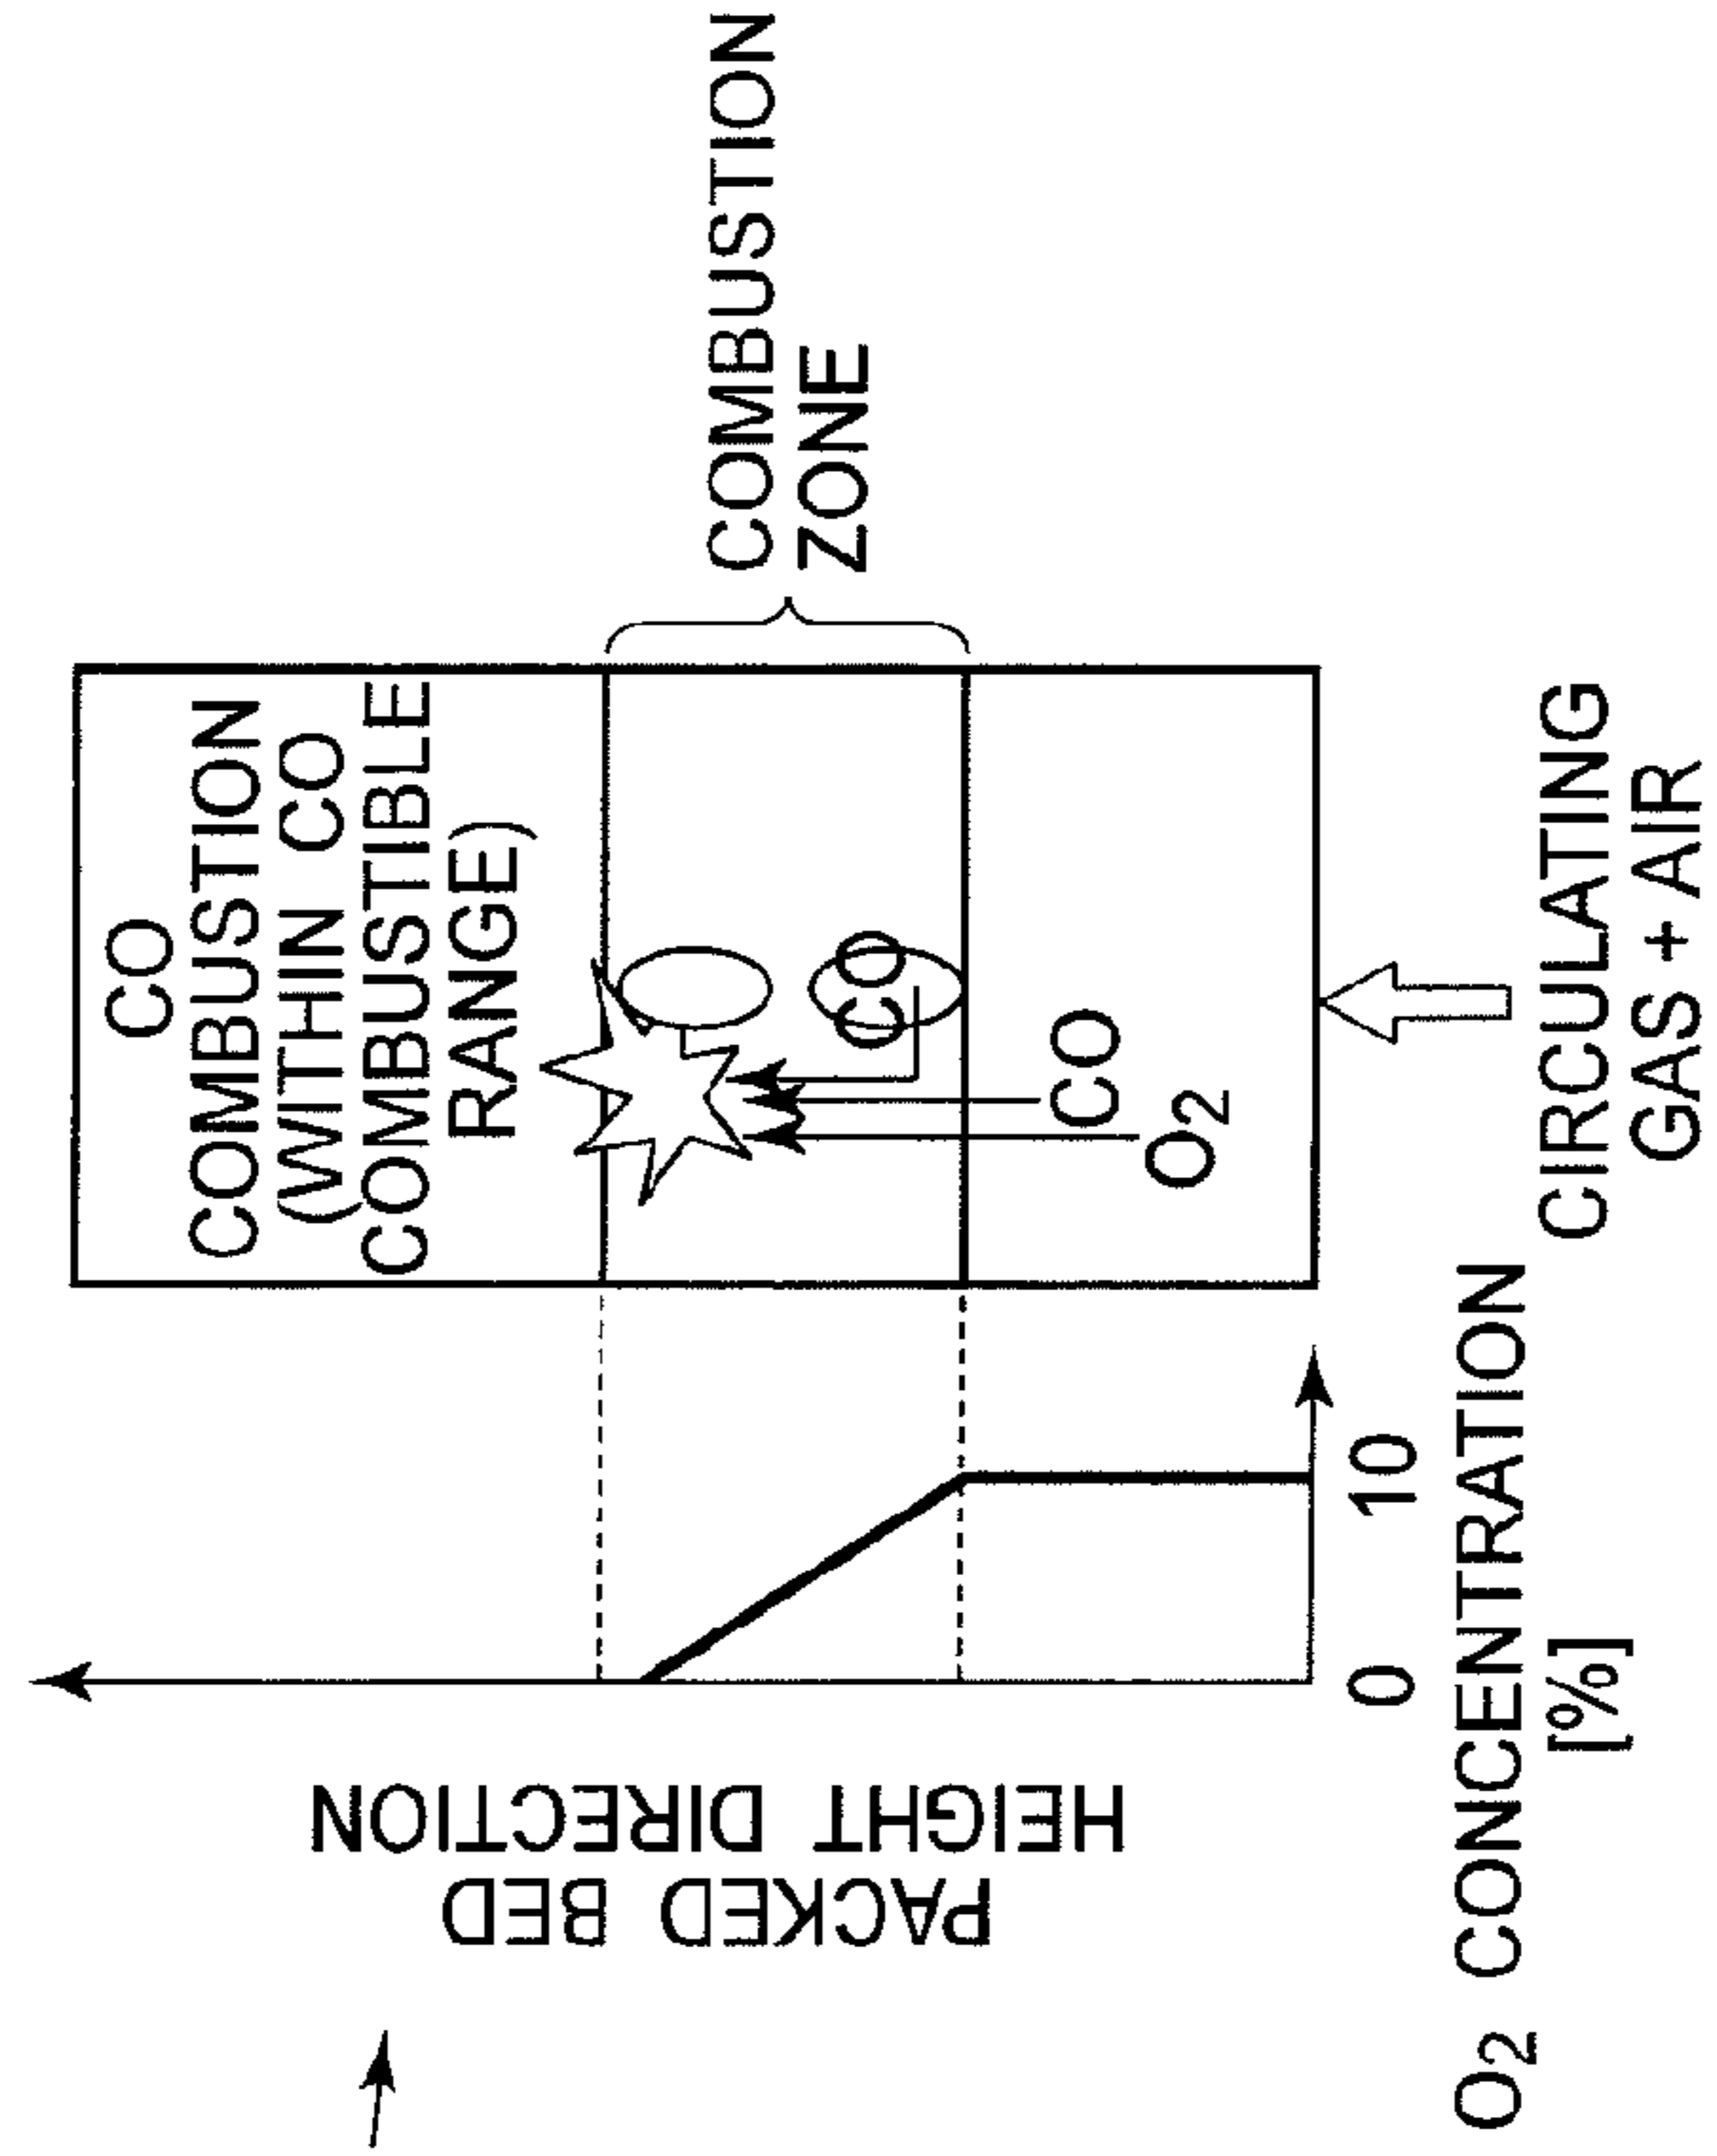 CO
COMBUSTION
(WITHIN CO
COMBUSTIBLE
RANGE)
COMBUSTION
ZONE
CO
CO
O₂
CIRCULATING
GAS + AIR
PACKED BED
HEIGHT DIRECTION
0
10
O₂ CONCENTRATION
[%]